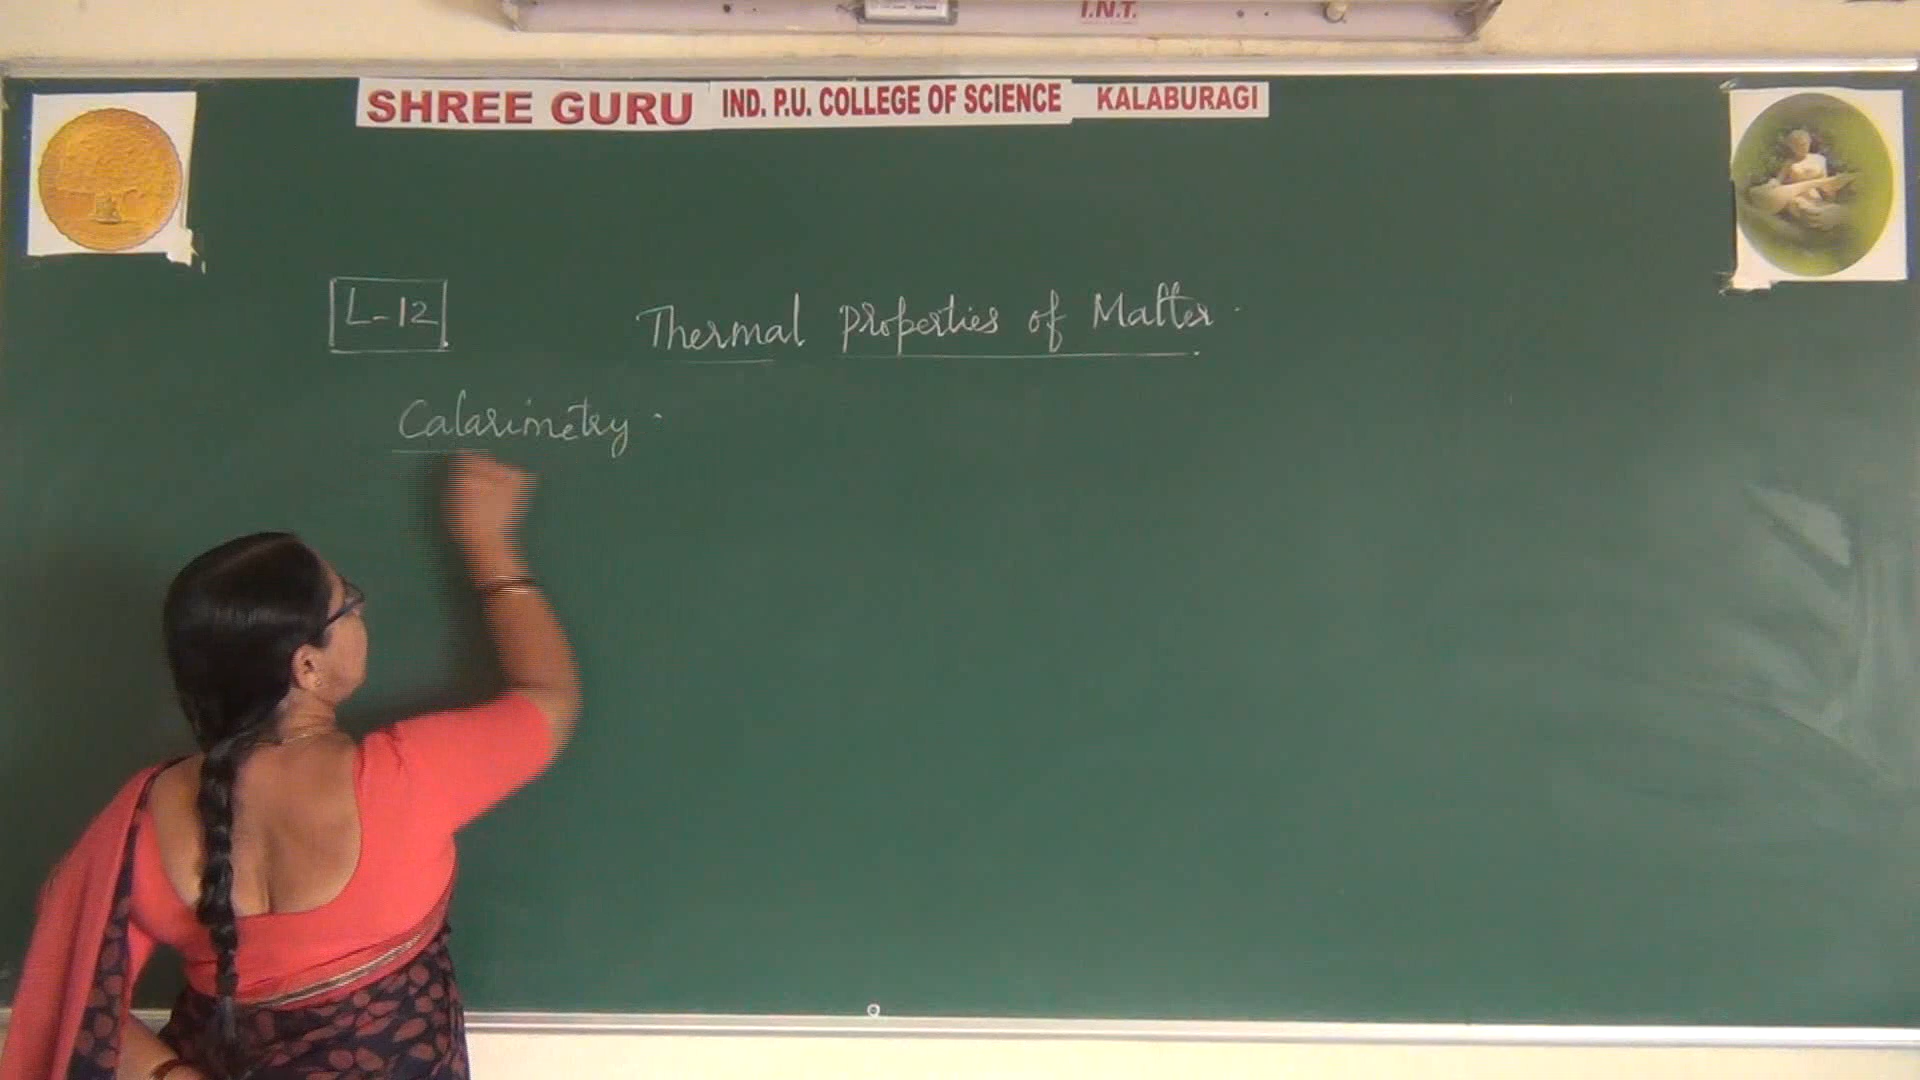 I.N.T.
SHREE GURU IND. P.U. COLLEGE OF SCIENCE KALABURAGI
L-12 Thermal Properties of Matter.
Calarimetry.